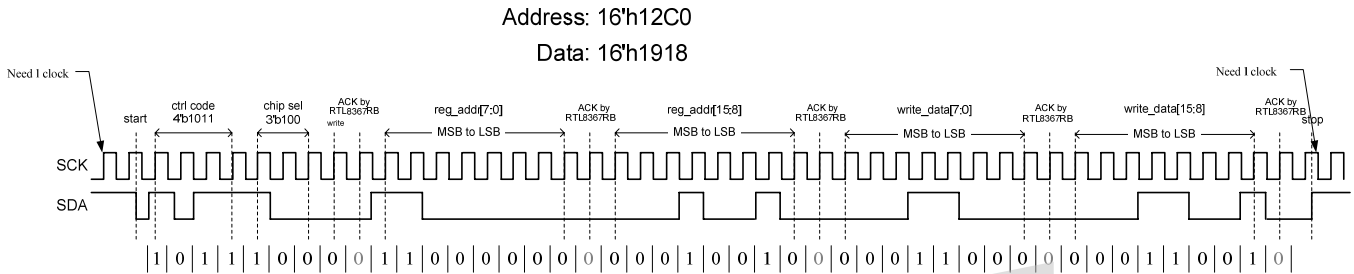 Address: 16'h12C0
Data: 16'h1918
Need 1 clock
start
ctrl code
4'b1011
chip sel
3'b100
ACK by
RTL8367RB
write
reg_addr[7:0]
MSB to LSB
ACK by
RTL8367RB
reg_addr[15:8]
MSB to LSB
ACK by
RTL8367RB
write_data[7:0]
MSB to LSB
ACK by
RTL8367RB
write_data[15:8]
MSB to LSB
ACK by
RTL8367RB
stop
Need 1 clock
SCK
SDA
1 0 1 1 1 0 0 0 0 1 1 0 0 0 0 0 0 0 0 0 0 1 0 0 1 0 0 0 0 0 1 1 0 0 0 0 0 0 0 1 1 0 0 1 0